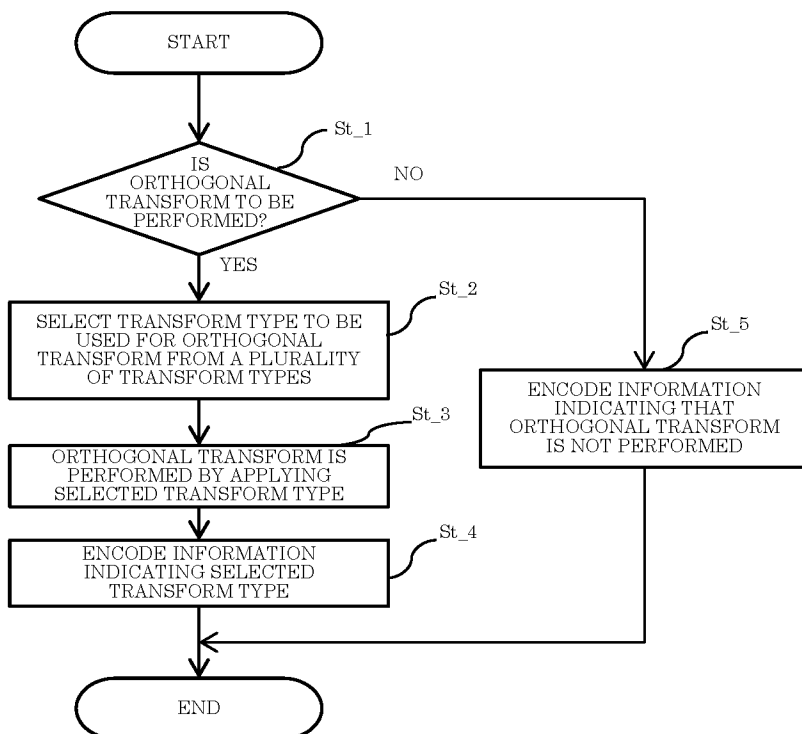 START
St_1
IS
ORTHOGONAL
TRANSFORM TO BE
PERFORMED?
NO
YES
St_2
SELECT TRANSFORM TYPE TO BE
USED FOR ORTHOGONAL
TRANSFORM FROM A PLURALITY
OF TRANSFORM TYPES
St_5
ENCODE INFORMATION
INDICATING THAT
ORTHOGONAL TRANSFORM
IS NOT PERFORMED
St_3
ORTHOGONAL TRANSFORM IS
PERFORMED BY APPLYING
SELECTED TRANSFORM TYPE
St_4
ENCODE INFORMATION
INDICATING SELECTED
TRANSFORM TYPE
END